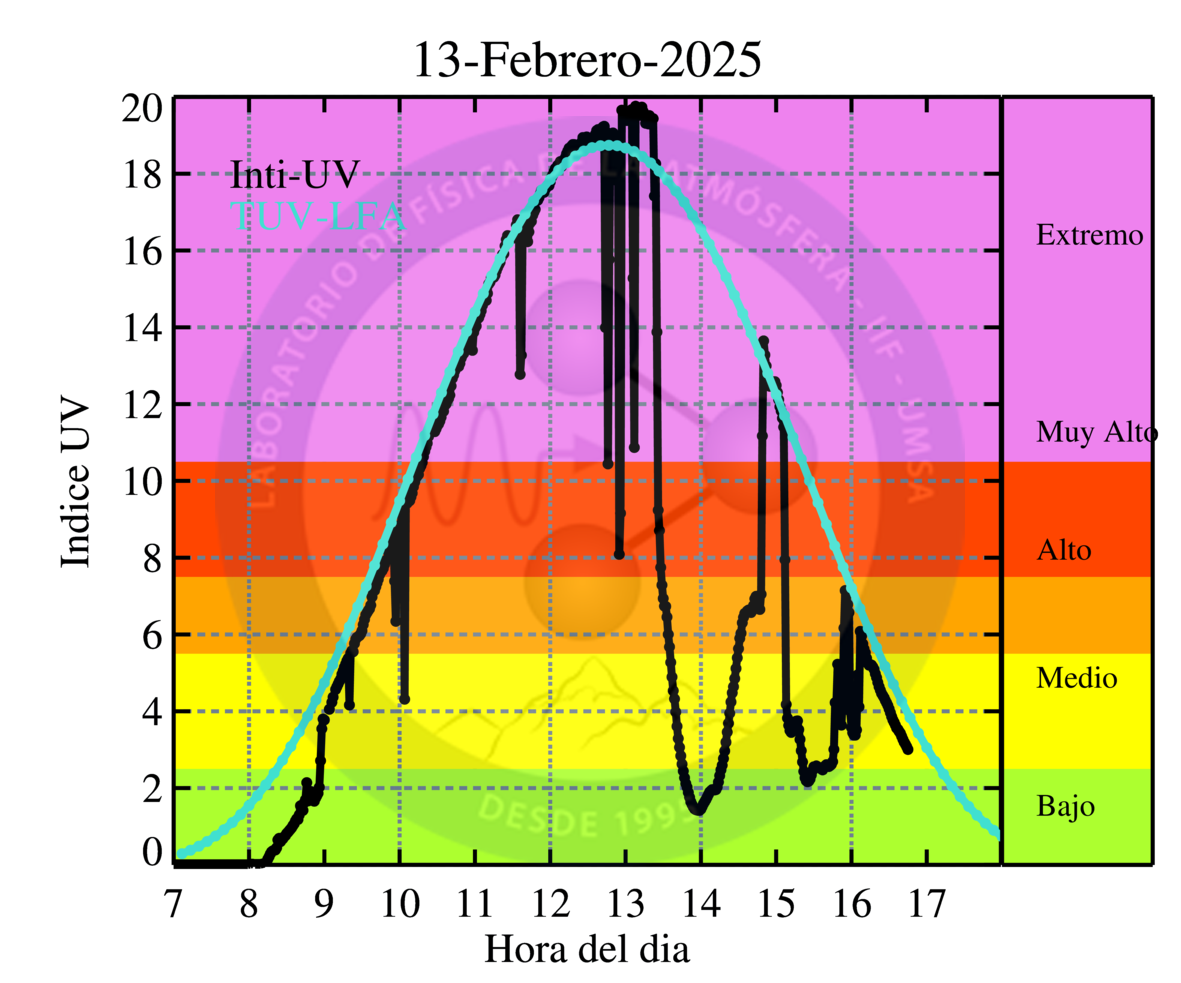 13-Febrero-2025
Inti-UV
TUV-LFA
Indice UV
20
18
16
14
12
10
8
6
4
2
0
7 8 9 10 11 12 13 14 15 16 17
Hora del dia
Extremo
Muy Alto
Alto
Medio
Bajo
LABORATORIO DE FÍSICA DE LA ATMÓSFERA - IIF - UMSA
DESDE 1995